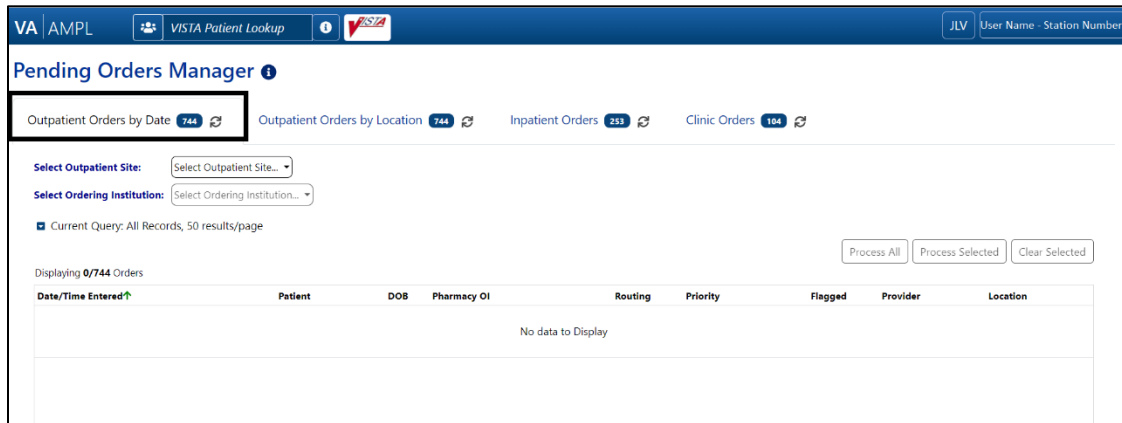 VA AMPL VISTA Patient Lookup VISTA JLV User Name - Station Number
Pending Orders Manager
Outpatient Orders by Date 744 Outpatient Orders by Location 744 Inpatient Orders 253 Clinic Orders 104
Select Outpatient Site: Select Outpatient Site...
Select Ordering Institution: Select Ordering Institution...
Current Query: All Records, 50 results/page
Process All Process Selected Clear Selected
Displaying 0/744 Orders
Date/Time Entered Patient DOB Pharmacy OI Routing Priority Flagged Provider Location
No data to Display